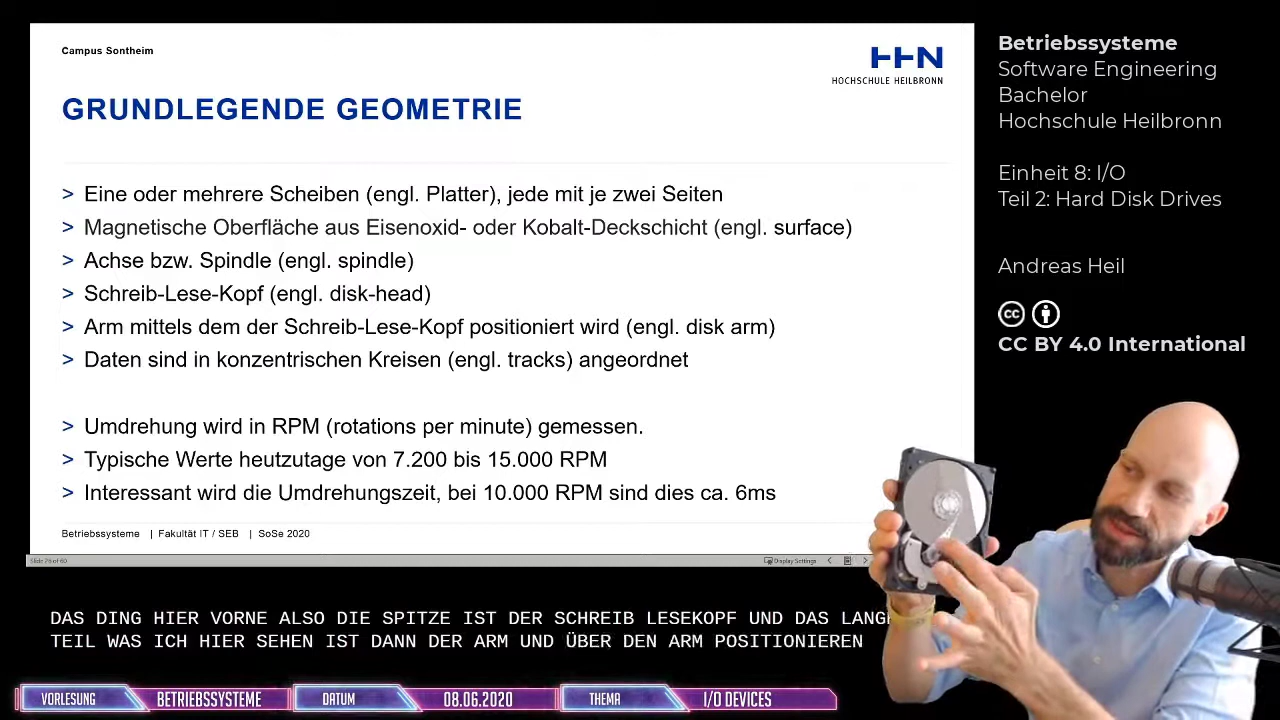 Campus Sontheim
HHN
HOCHSCHULE HEILBRONN
GRUNDLEGENDE GEOMETRIE
> Eine oder mehrere Scheiben (engl. Platter), jede mit je zwei Seiten
> Magnetische Oberfläche aus Eisenoxid- oder Kobalt-Deckschicht (engl. surface)
> Achse bzw. Spindle (engl. spindle)
> Schreib-Lese-Kopf (engl. disk-head)
> Arm mittels dem der Schreib-Lese-Kopf positioniert wird (engl. disk arm)
> Daten sind in konzentrischen Kreisen (engl. tracks) angeordnet
> Umdrehung wird in RPM (rotations per minute) gemessen.
> Typische Werte heutzutage von 7.200 bis 15.000 RPM
> Interessant wird die Umdrehungszeit, bei 10.000 RPM sind dies ca. 6ms
Betriebssysteme | Fakultät IT / SEB | SoSe 2020
Display Settings
Betriebssysteme
Software Engineering
Bachelor
Hochschule Heilbronn
Einheit 8: I/O
Teil 2: Hard Disk Drives
Andreas Heil
cc
CC BY 4.0 International
DAS DING HIER VORNE ALSO DIE SPITZE IST DER SCHREIB LESEKOPF UND DAS
TEIL WAS ICH HIER SEHEN IST DANN DER ARM UND ÜBER DEN ARM POSITIONIEREN
VORLESUNG BETRIEBSSYSTEME DATUM 08.06.2020 THEMA I/O DEVICES